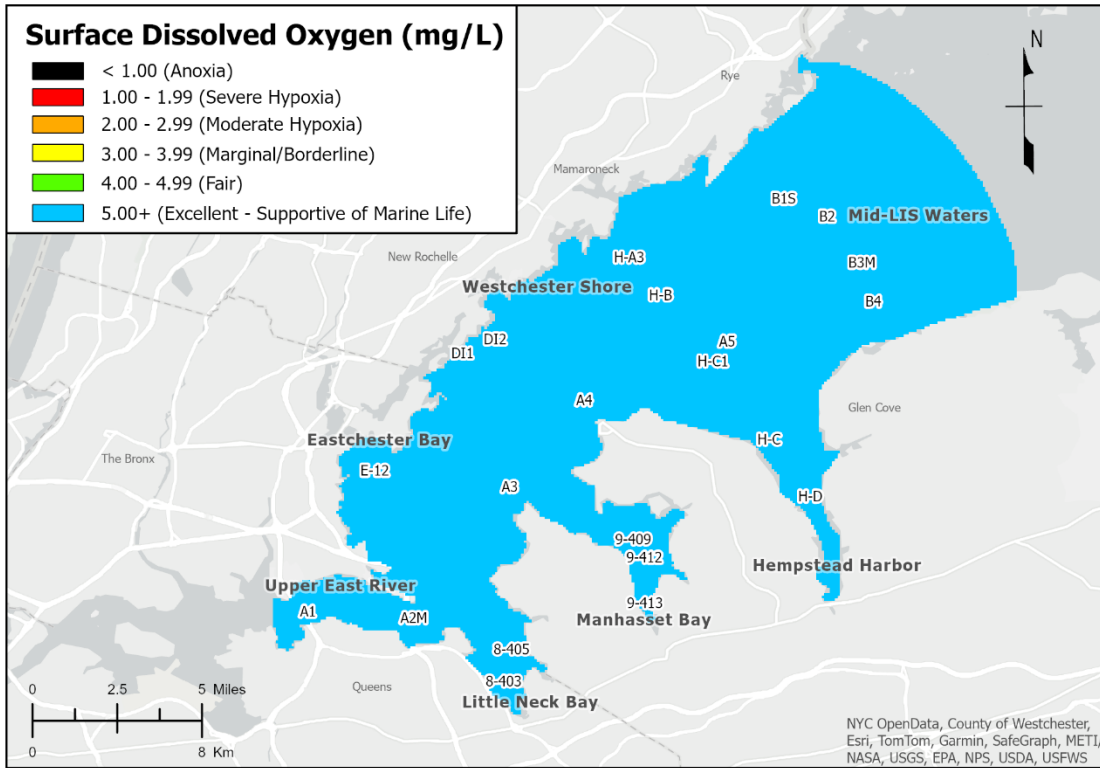 Surface Dissolved Oxygen (mg/L)
< 1.00 (Anoxia)
1.00 - 1.99 (Severe Hypoxia)
2.00 - 2.99 (Moderate Hypoxia)
3.00 - 3.99 (Marginal/Borderline)
4.00 - 4.99 (Fair)
5.00+ (Excellent - Supportive of Marine Life)
N
Rye
Mamaroneck
B1S
B2
Mid-LIS Waters
New Rochelle
H-A3
B3M
Westchester Shore
H-B
B4
DI2
DI1
A5
H-C1
A4
Glen Cove
Eastchester Bay
H-C
The Bronx
E-12
A3
H-D
9-409
9-412
Hempstead Harbor
Upper East River
9-413
A1
A2M
Manhasset Bay
8-405
8-403
Queens
Little Neck Bay
0 2.5 5 Miles
0 8 Km
NYC OpenData, County of Westchester,
Esri, TomTom, Garmin, SafeGraph, METI/
NASA, USGS, EPA, NPS, USDA, USFWS